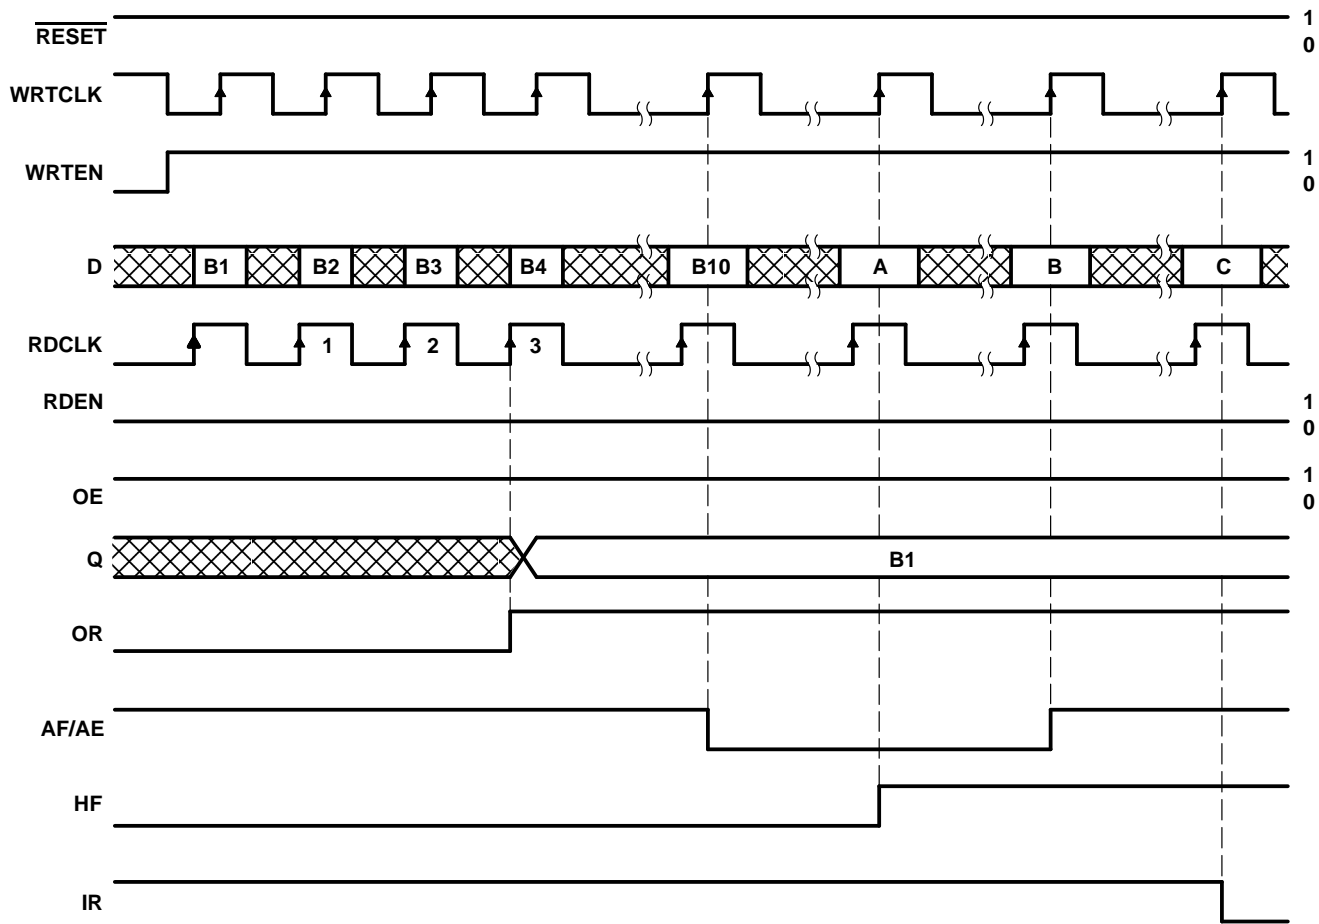 RESET 1
0
WRTCLK
WRTEN 1
0
D B1 B2 B3 B4 B10 A B C
RDCLK 1 2 3
RDEN 1
0
OE 1
0
Q B1
OR
AF/AE
HF
IR